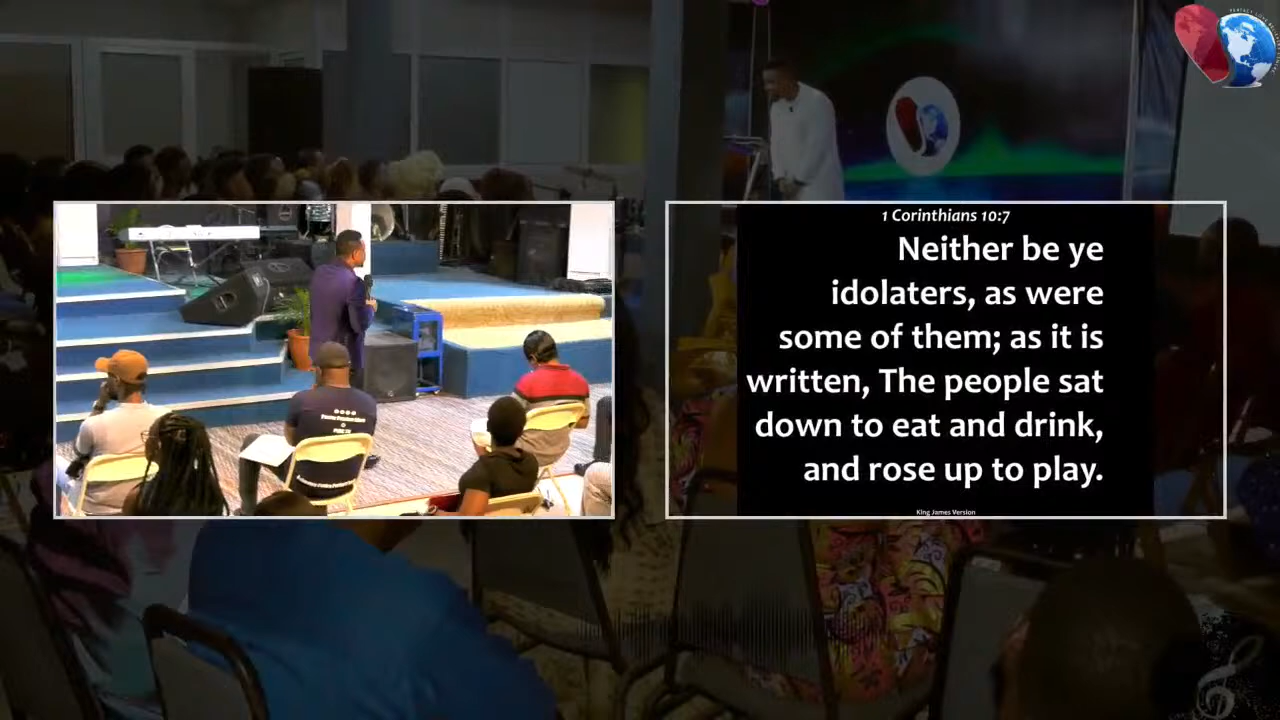 1 Corinthians 10:7
Neither be ye
idolaters, as were
some of them; as it is
written, The people sat
down to eat and drink,
and rose up to play.
King James Version